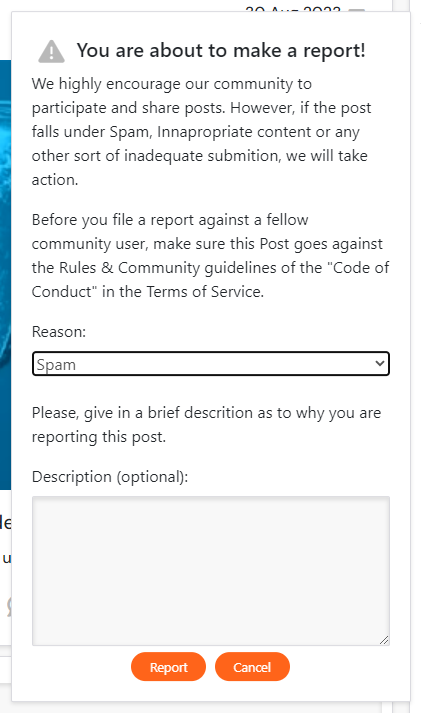 30 Aug 2023
You are about to make a report!
We highly encourage our community to
participate and share posts. However, if the post
falls under Spam, Innapropriate content or any
other sort of inadequate submition, we will take
action.
Before you file a report against a fellow
community user, make sure this Post goes against
the Rules & Community guidelines of the "Code of
Conduct" in the Terms of Service.
Reason:
Spam
Please, give in a brief descrition as to why you are
reporting this post.
Description (optional):
Report Cancel